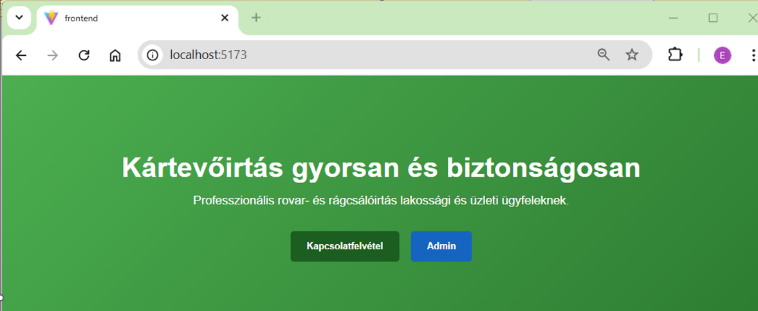 frontend
localhost:5173
E
Kártevőirtás gyorsan és biztonságosan
Professzionális rovar- és rágcsálóirtás lakossági és üzleti ügyfeleknek.
Kapcsolatfelvétel
Admin